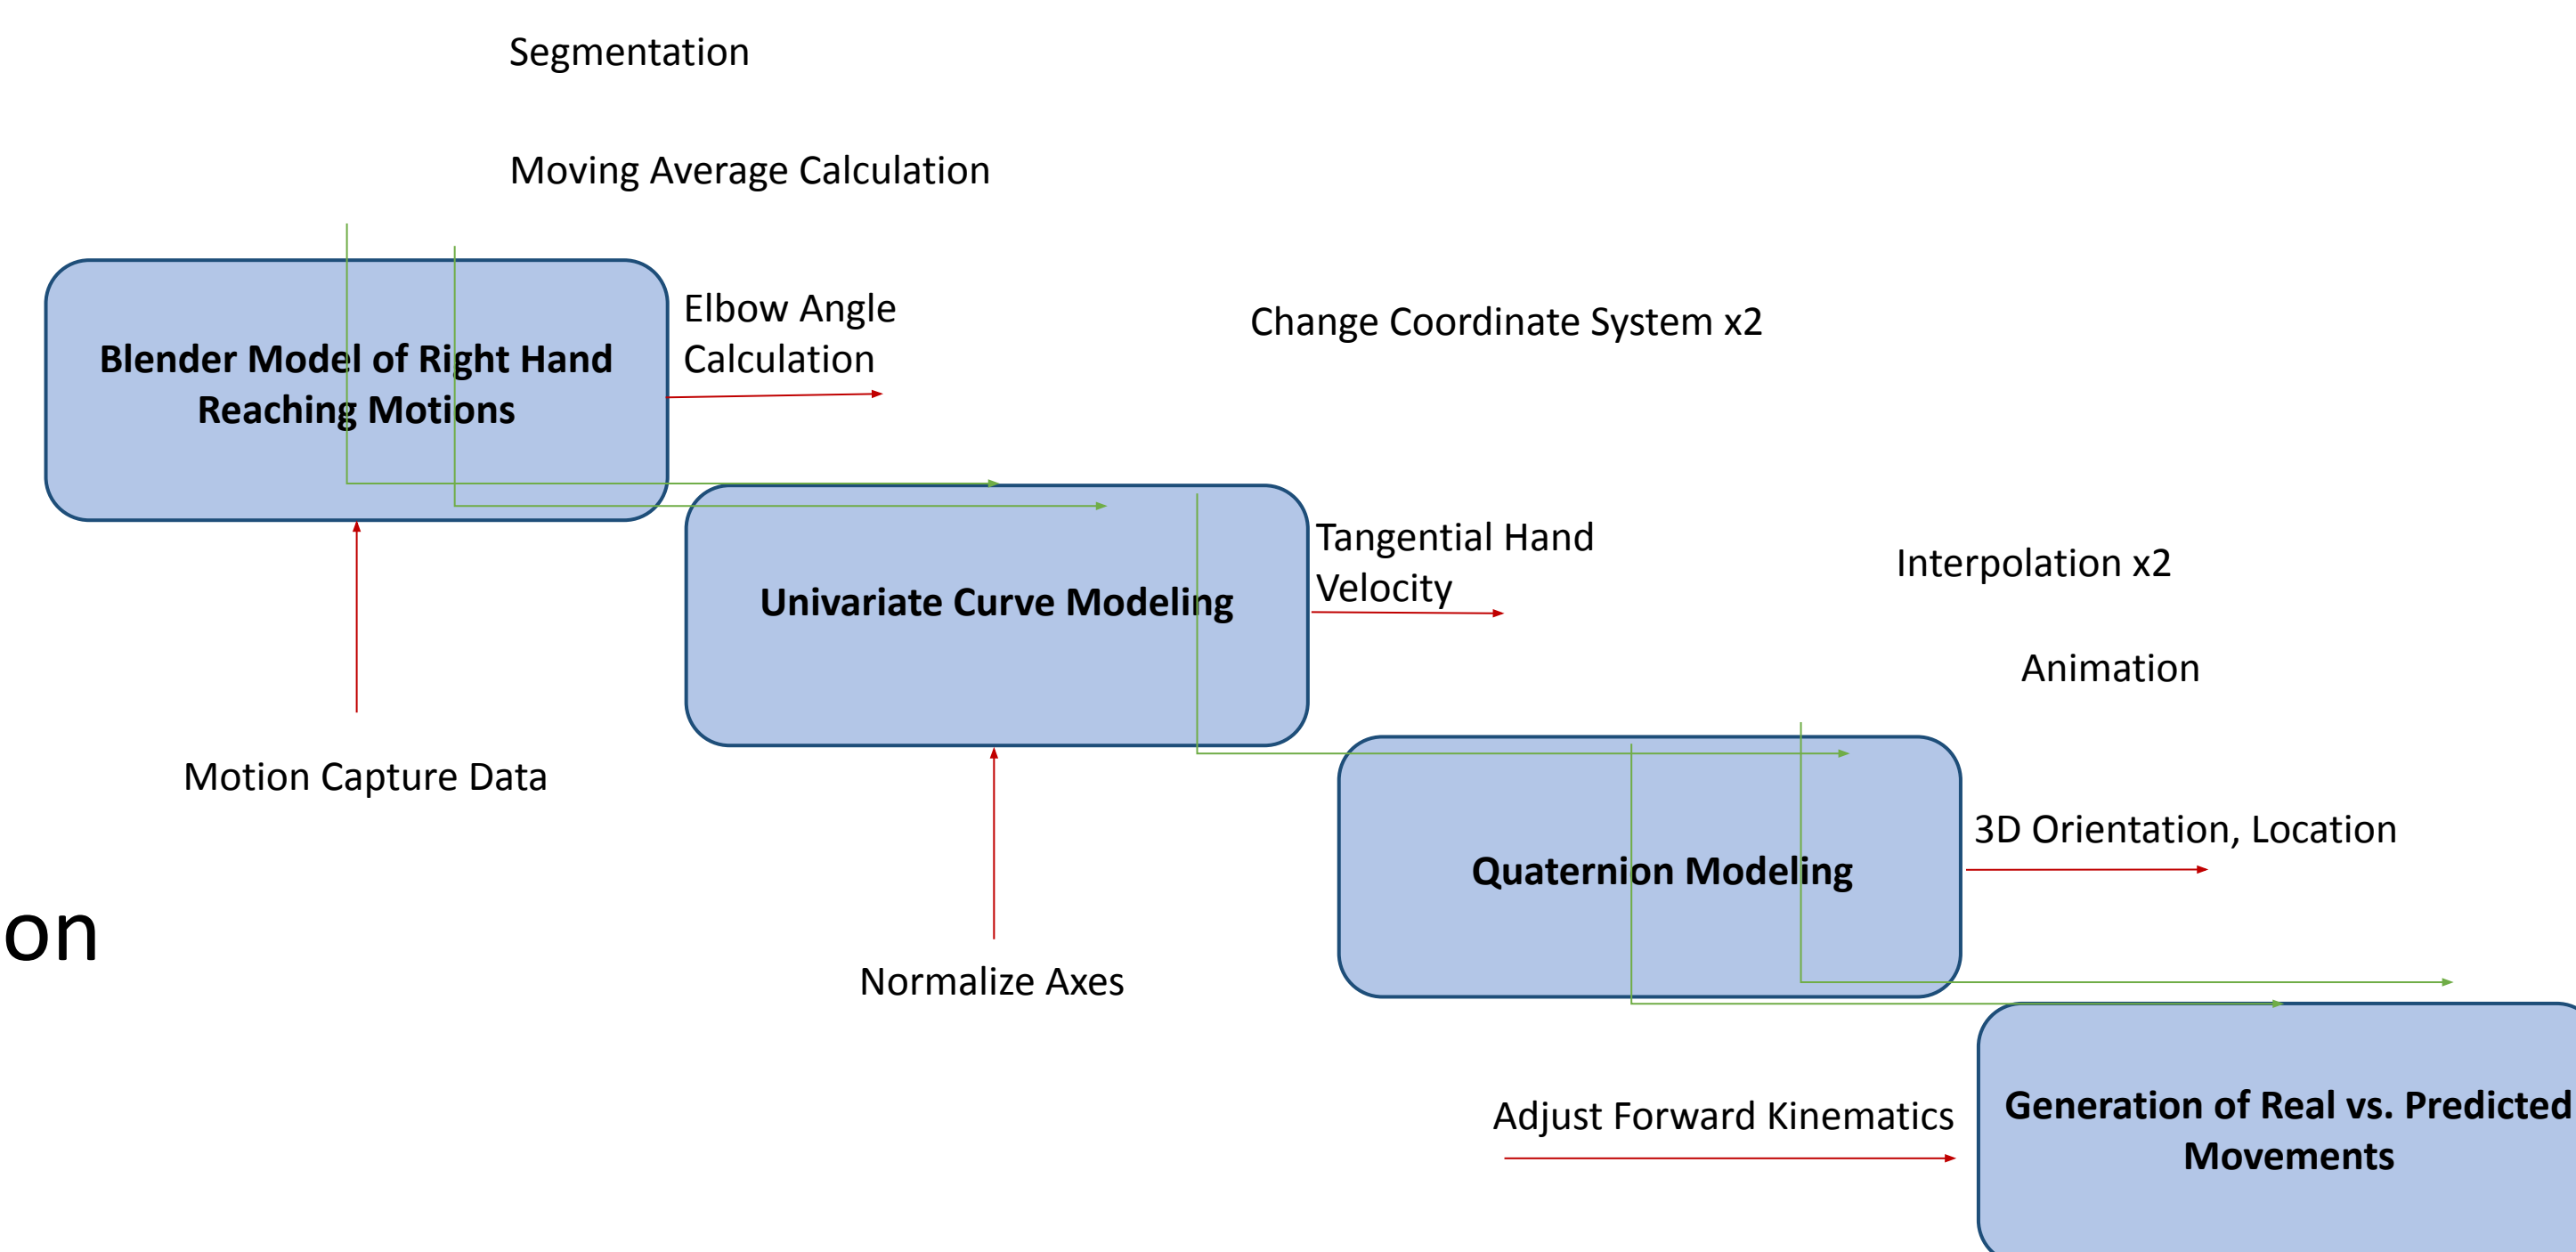 Segmentation
Moving Average Calculation
Elbow Angle
Calculation
Change Coordinate System x2
Blender Model of Right Hand
Reaching Motions
Tangential Hand
Velocity
Interpolation x2
Univariate Curve Modeling
Animation
Motion Capture Data
3D Orientation, Location
Quaternion Modeling
on
Normalize Axes
Adjust Forward Kinematics
Generation of Real vs. Predicted
Movements